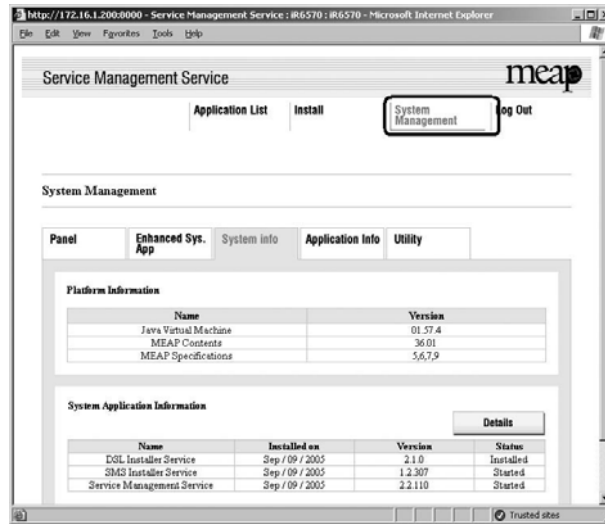 http://172.16.1.200:8000 - Service Management Service : iR6570 : iR6570 - Microsoft Internet Explorer
File Edit View Favorites Tools Help
Service Management Service meap
Application List Install System Management Log Out
System Management
Panel Enhanced Sys. App System info Application Info Utility
Platform Information
Name Version
Java Virtual Machine 01.57.4
MEAP Contents 36.01
MEAP Specifications 5,6,7,9
System Application Information
Details
Name Installed on Version Status
DSL Installer Service Sep / 09 / 2005 2.1.0 Installed
SMS Installer Service Sep / 09 / 2005 1.2.307 Started
Service Management Service Sep / 09 / 2005 2.2.110 Started
Trusted sites